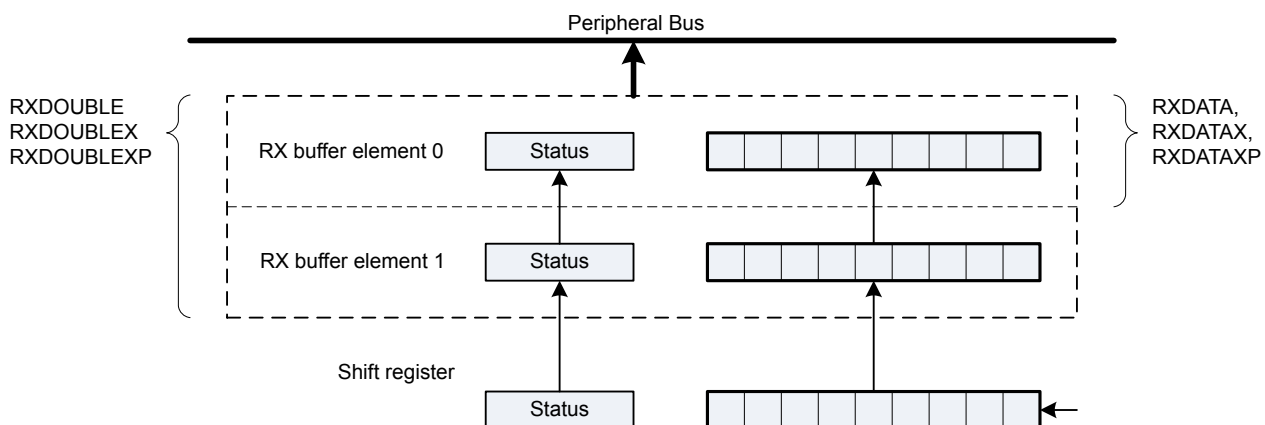 Peripheral Bus
RXDOUBLE
RXDOUBLEX
RXDOUBLEXP
RXDATA,
RXDATAX,
RXDATAXP
RX buffer element 0
Status
RX buffer element 1
Status
Shift register
Status